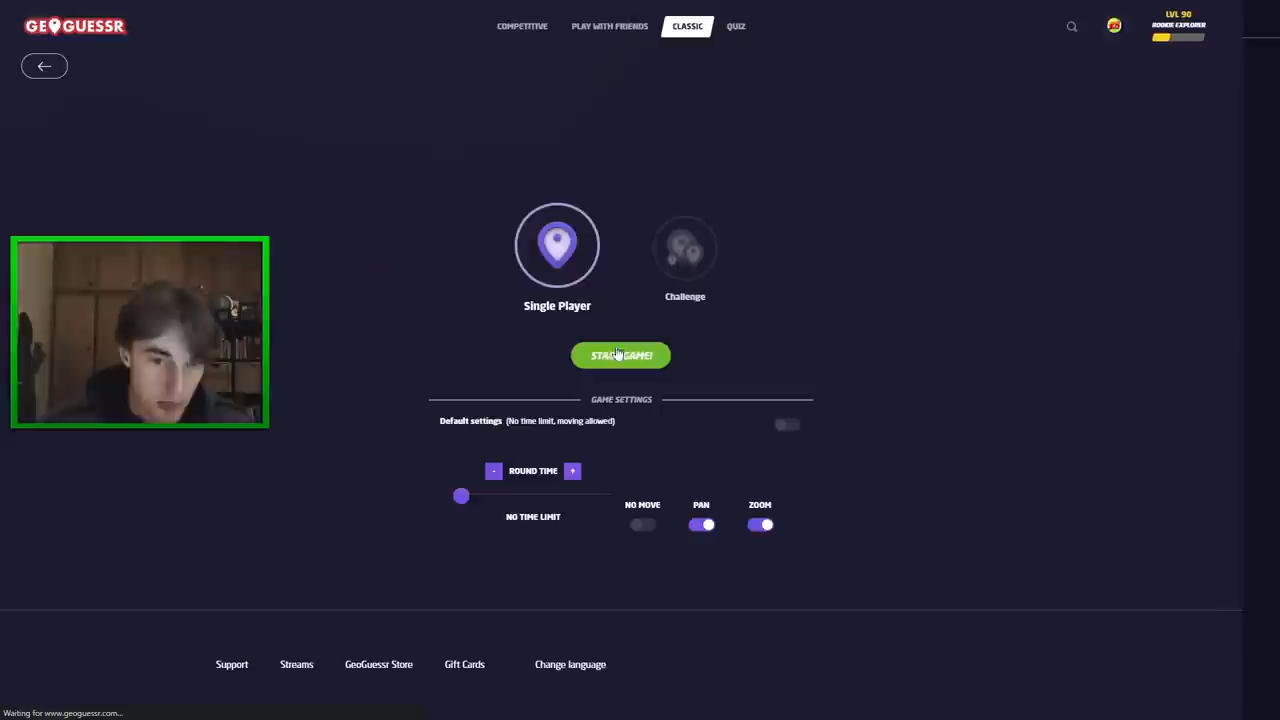 GEOGUESSR
COMPETITIVE
PLAY WITH FRIENDS
CLASSIC
QUIZ
LVL 90
ROOKIE EXPLORER
Single Player
Challenge
GAME!
GAME SETTINGS
Default settings (No time limit, moving allowed)
- ROUND TIME +
NO TIME LIMIT
NO MOVE
PAN
ZOOM
Support
Streams
GeoGuessr Store
Gift Cards
Change language
Waiting for www.geoguessr.com...